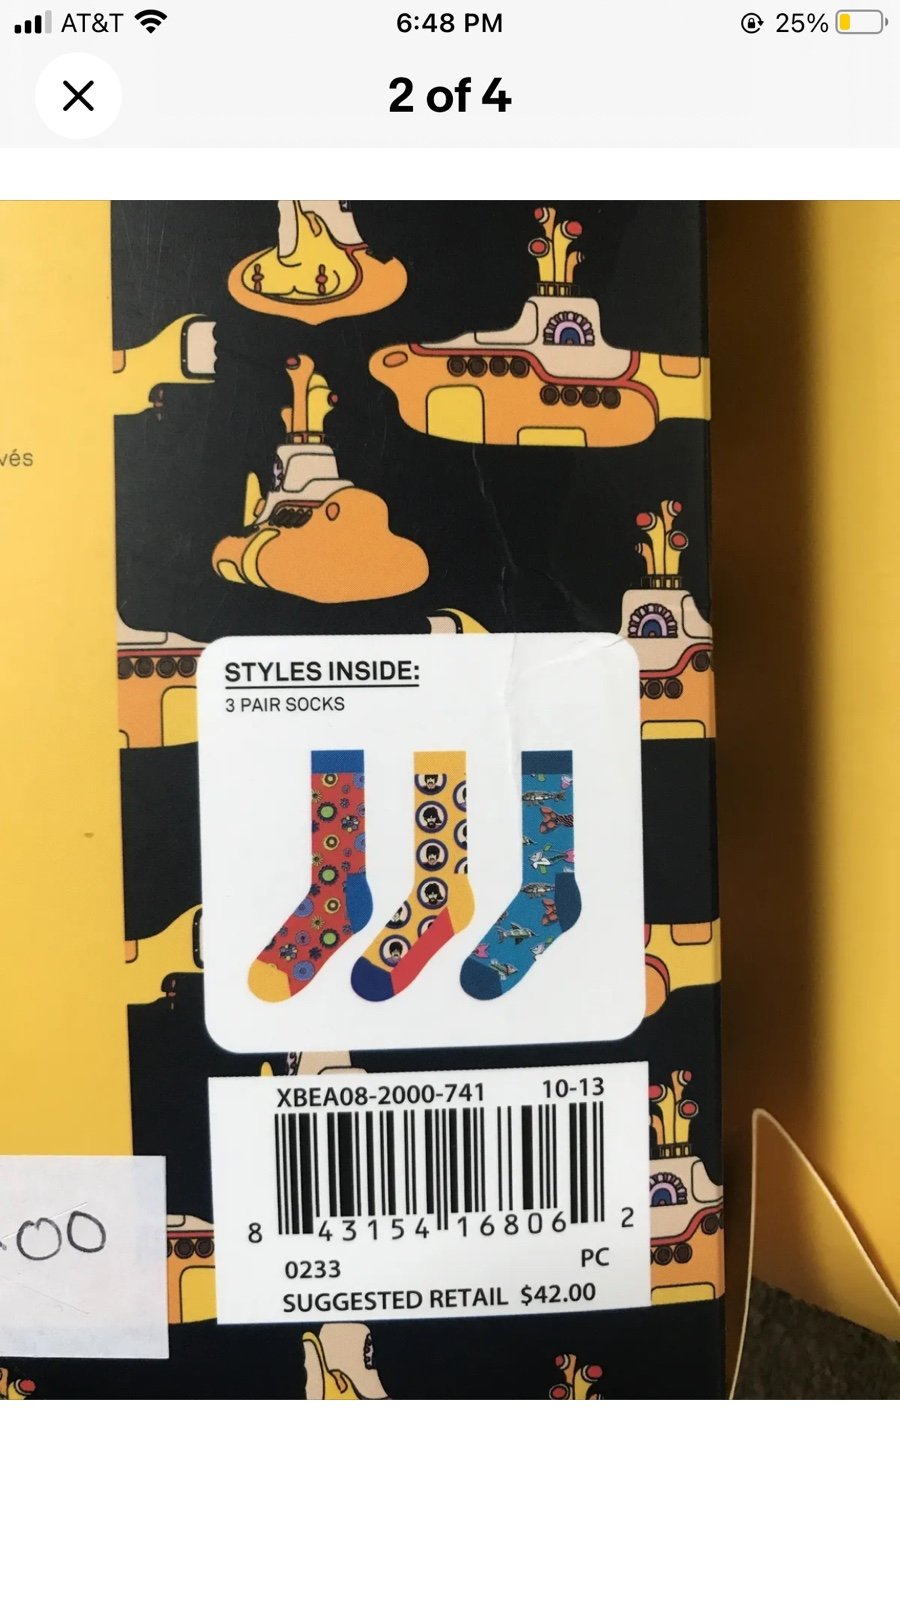 AT&T
6:48 PM
25%
2 of 4
vés
STYLES INSIDE:
3 PAIR SOCKS
XBEA08-2000-741 10-13
8 43154 16806 2
0233 PC
SUGGESTED RETAIL $42.00
.00